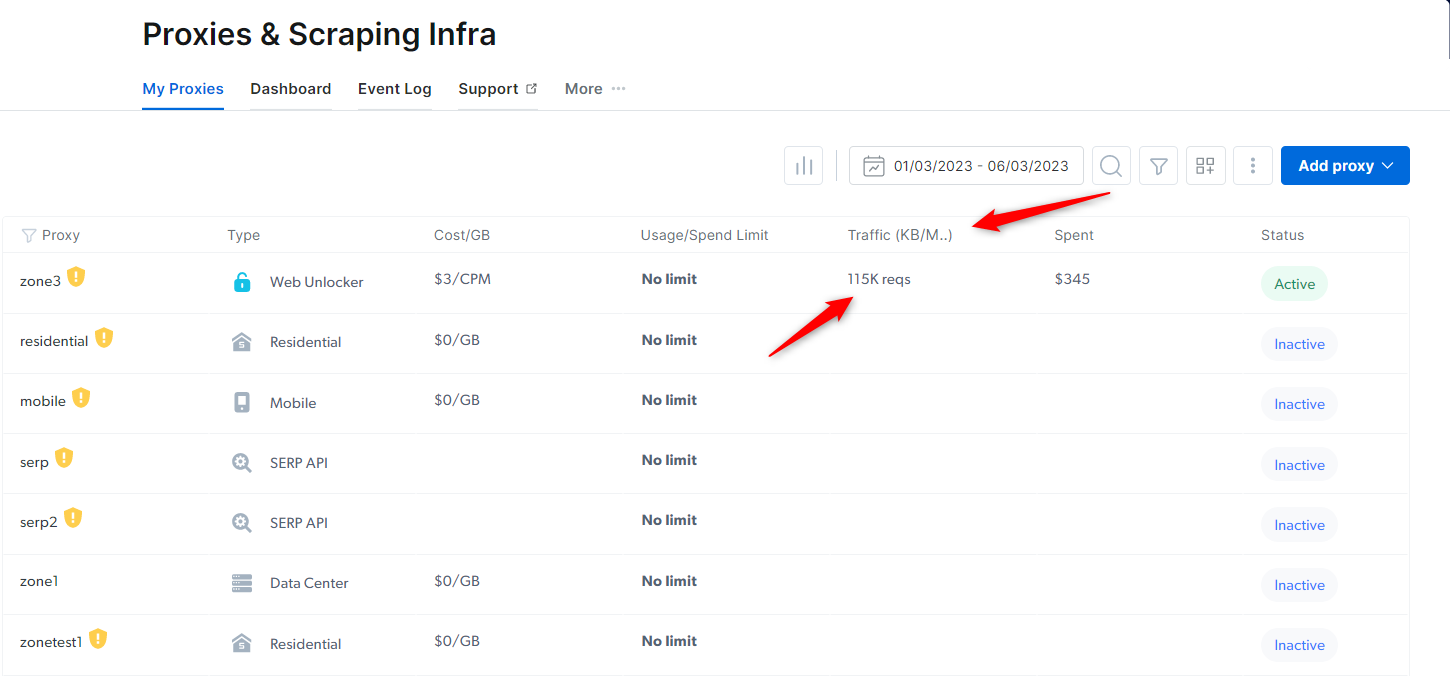 Proxies & Scraping Infra
My Proxies Dashboard Event Log Support More ...
01/03/2023 - 06/03/2023 Add proxy
Proxy Type Cost/GB Usage/Spend Limit Traffic (KB/M..) Spent Status
zone3 Web Unlocker $3/CPM No limit 115K reqs $345 Active
residential Residential $0/GB No limit Inactive
mobile Mobile $0/GB No limit Inactive
serp SERP API No limit Inactive
serp2 SERP API No limit Inactive
zone1 Data Center $0/GB No limit Inactive
zonetest1 Residential $0/GB No limit Inactive